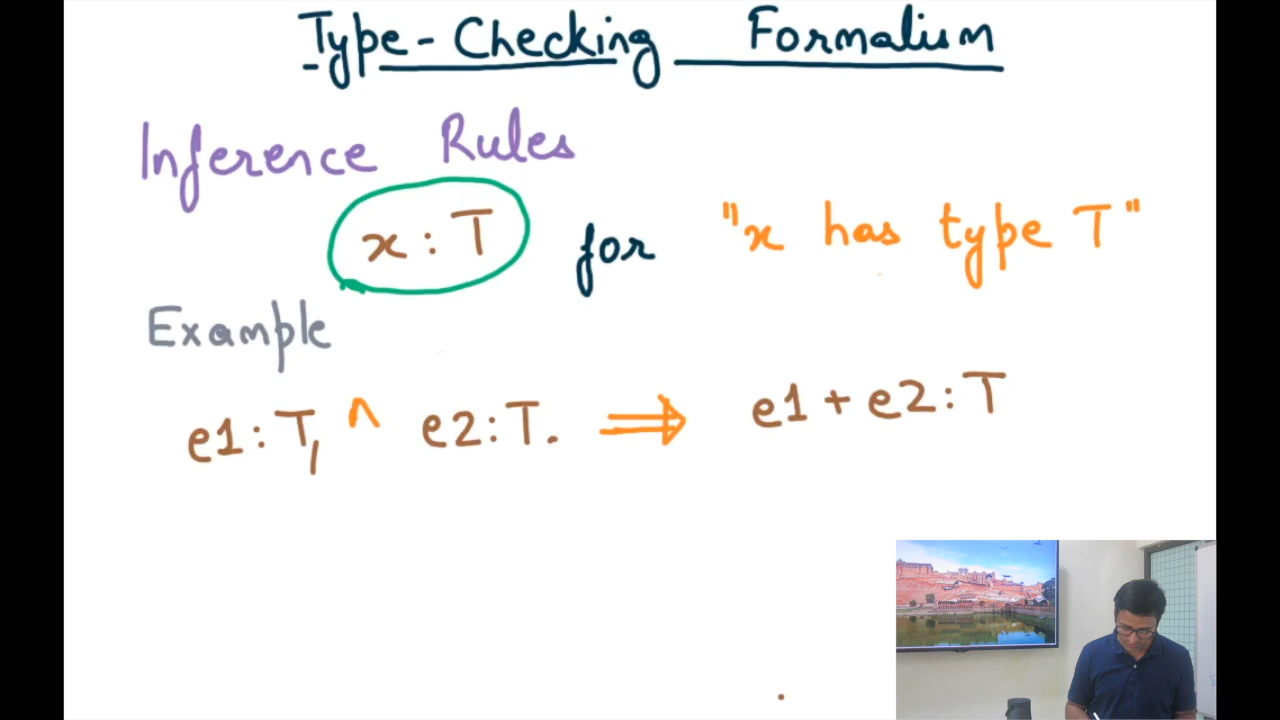 Type-Checking Formalism
Inference Rules
x : T for "x has type T"
Example
e1 : T, ^ e2 : T. ⇒ e1 + e2 : T